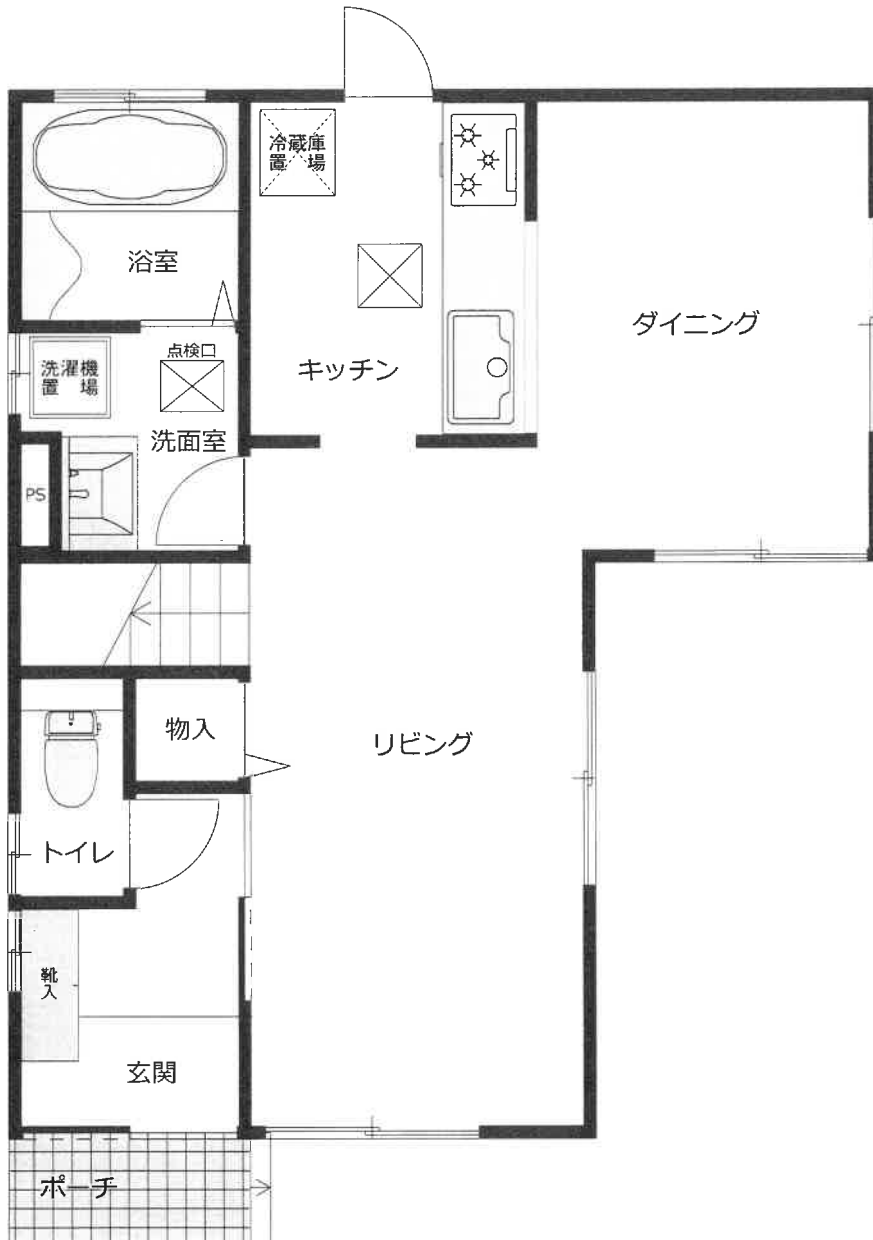 冷蔵庫
置　場
浴室
ダイニング
点検口
洗濯機
置　場
キッチン
洗面室
PS
物入
リビング
トイレ
靴入
玄関
ポーチ